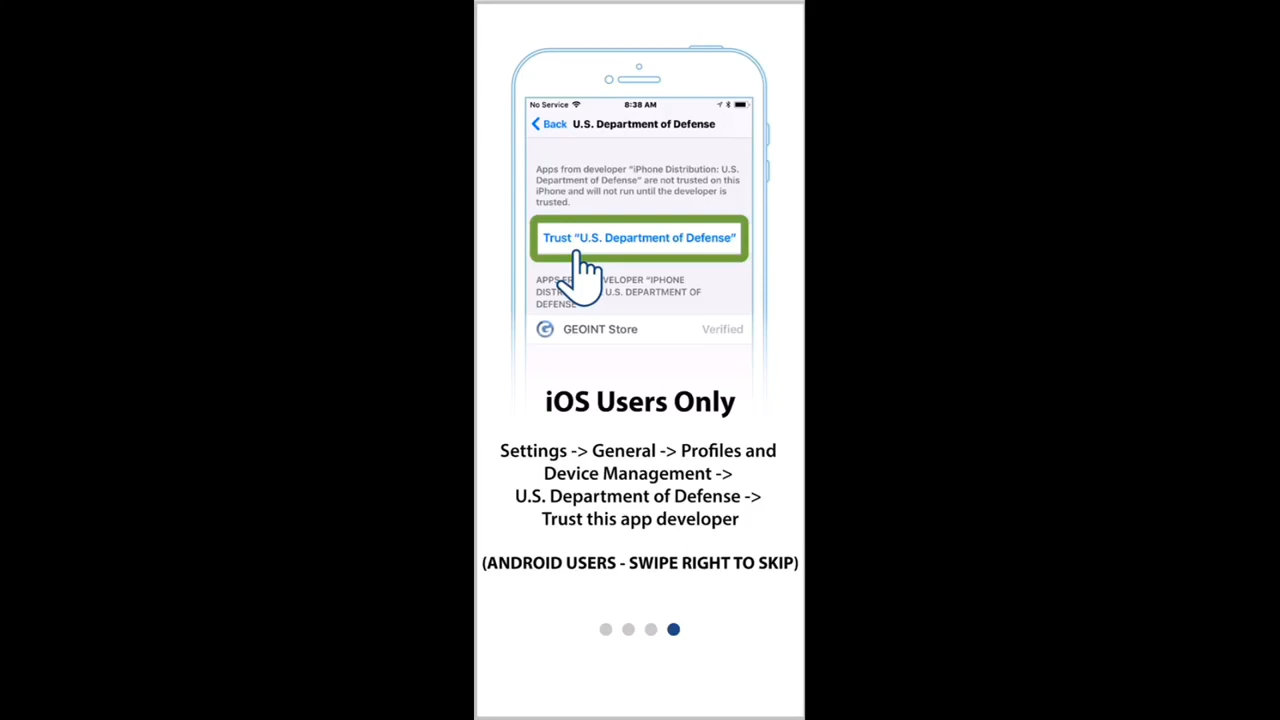 No Service
8:38 AM
Back U.S. Department of Defense
Apps from developer “iPhone Distribution: U.S.
Department of Defense” are not trusted on this
iPhone and will not run until the developer is
trusted.
Trust “U.S. Department of Defense”
APPS VELOPER “IPHONE
U.S. DEPARTMENT OF
DEFENSE
GEOINT Store Verified
iOS Users Only
Settings -> General -> Profiles and
Device Management ->
U.S. Department of Defense ->
Trust this app developer
(ANDROID USERS - SWIPE RIGHT TO SKIP)